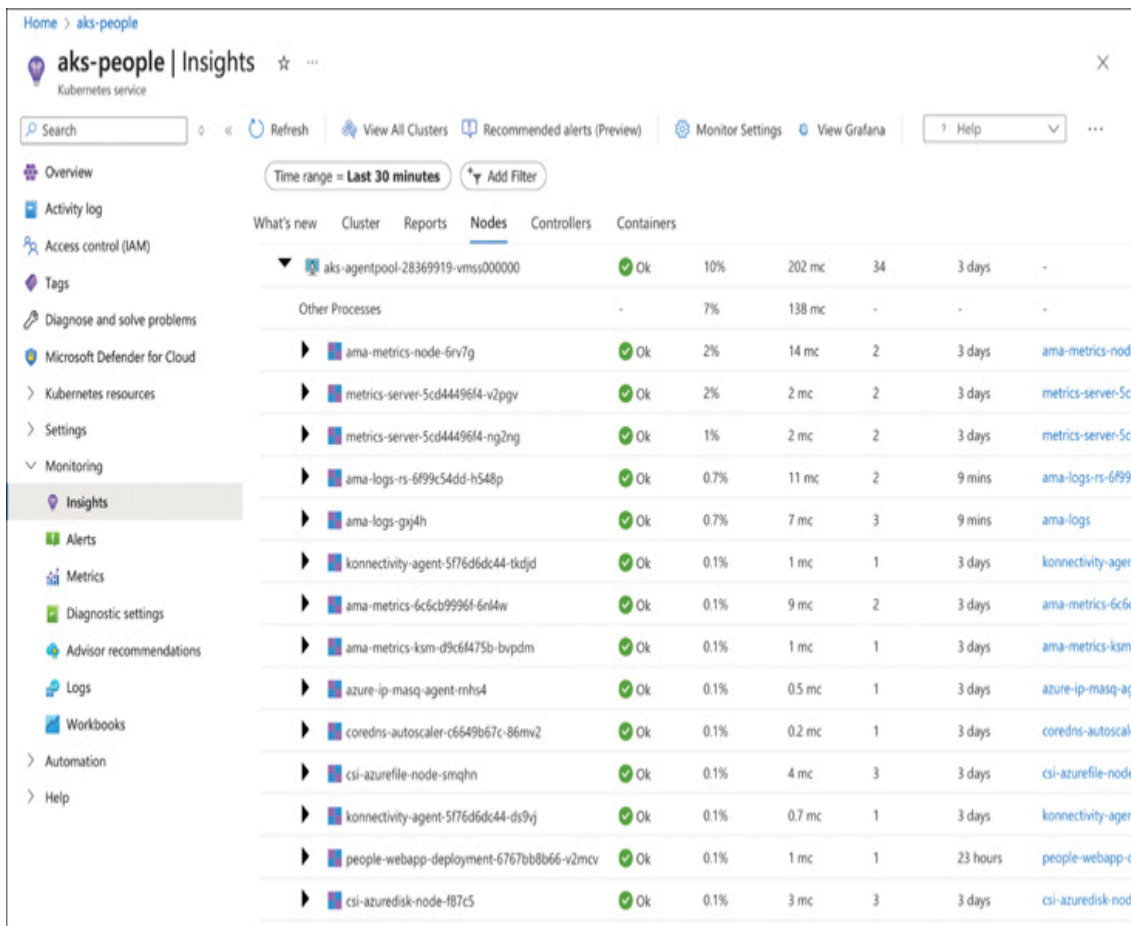 Home > aks-people
aks-people | Insights ☆ ...
Kubernetes service
Search
Refresh View All Clusters Recommended alerts (Preview) Monitor Settings View Grafana ? Help ...
Overview
Activity log
Access control (IAM)
Tags
Diagnose and solve problems
Microsoft Defender for Cloud
Kubernetes resources
Settings
Monitoring
Insights
Alerts
Metrics
Diagnostic settings
Advisor recommendations
Logs
Workbooks
Automation
Help
Time range = Last 30 minutes Add Filter
What's new Cluster Reports Nodes Controllers Containers
aks-agentpool-28369919-vmss000000 Ok 10% 202 mc 34 3 days -
Other Processes - 7% 138 mc - - -
ama-metrics-node-6rv7g Ok 2% 14 mc 2 3 days ama-metrics-nod
metrics-server-5cd44496f4-v2pgv Ok 2% 2 mc 2 3 days metrics-server-5c
metrics-server-5cd44496f4-ng2ng Ok 1% 2 mc 2 3 days metrics-server-5c
ama-logs-rs-6f99c54dd-h548p Ok 0.7% 11 mc 2 9 mins ama-logs-rs-6f99
ama-logs-gxj4h Ok 0.7% 7 mc 3 9 mins ama-logs
konnectivity-agent-5f76d6dc44-tkdjd Ok 0.1% 1 mc 1 3 days konnectivity-ager
ama-metrics-6c6cb9996f-6nl4w Ok 0.1% 9 mc 2 3 days ama-metrics-6c6c
ama-metrics-ksm-d9c6f475b-bvpdm Ok 0.1% 1 mc 1 3 days ama-metrics-ksm
azure-ip-masq-agent-rnhs4 Ok 0.1% 0.5 mc 1 3 days azure-ip-masq-ag
coredns-autoscaler-c6649b67c-86mv2 Ok 0.1% 0.2 mc 1 3 days coredns-autoscal
csi-azurefile-node-smqhn Ok 0.1% 4 mc 3 3 days csi-azurefile-node
konnectivity-agent-5f76d6dc44-ds9vj Ok 0.1% 0.7 mc 1 3 days konnectivity-ager
people-webapp-deployment-6767bb8b66-v2mcv Ok 0.1% 1 mc 1 23 hours people-webapp-c
csi-azuredisk-node-f87c5 Ok 0.1% 3 mc 3 3 days csi-azuredisk-nod